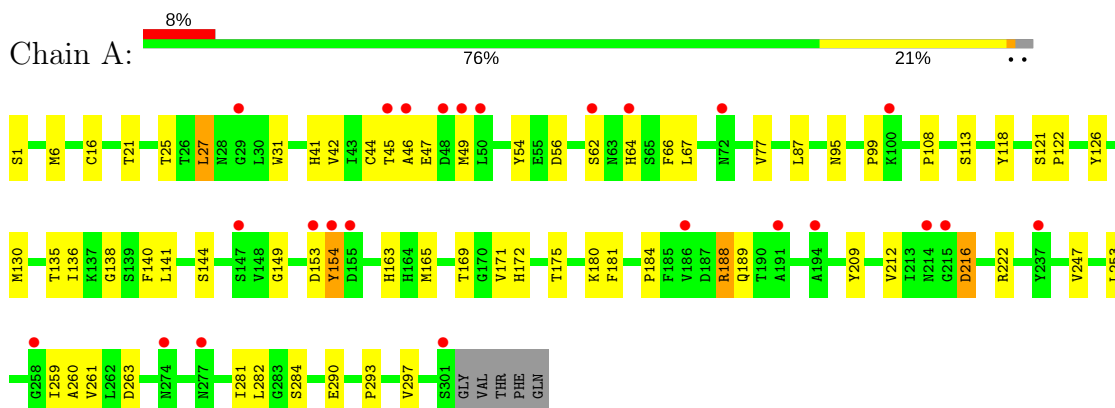 8%
Chain A:
76% 21% • •
S1 M6 C16 T21 T25 T26 L27 N28 G29 L30 W31 H41 V42 I43 C44 T45 A46 E47 D48 M49 L50 Y54 E55 D56 S62 N63 H64 S65 F66 L67 N72 V77 L87 N95 P99 K100 P108 S113 Y118 S121 P122 Y126
M130 T135 I136 K137 G138 S139 F140 L141 S144 S147 V148 G149 D153 Y154 D155 H163 H164 M165 T169 G170 V171 H172 T175 K180 F181 P184 F185 V186 D187 R188 Q189 T190 A191 A194 Y209 V212 I213 N214 G215 D216 R222 Y237 V247 L253
G258 I259 A260 V261 L262 D263 N274 N277 I281 L282 G283 S284 E290 P293 V297 S301 GLY VAL THR PHE GLN